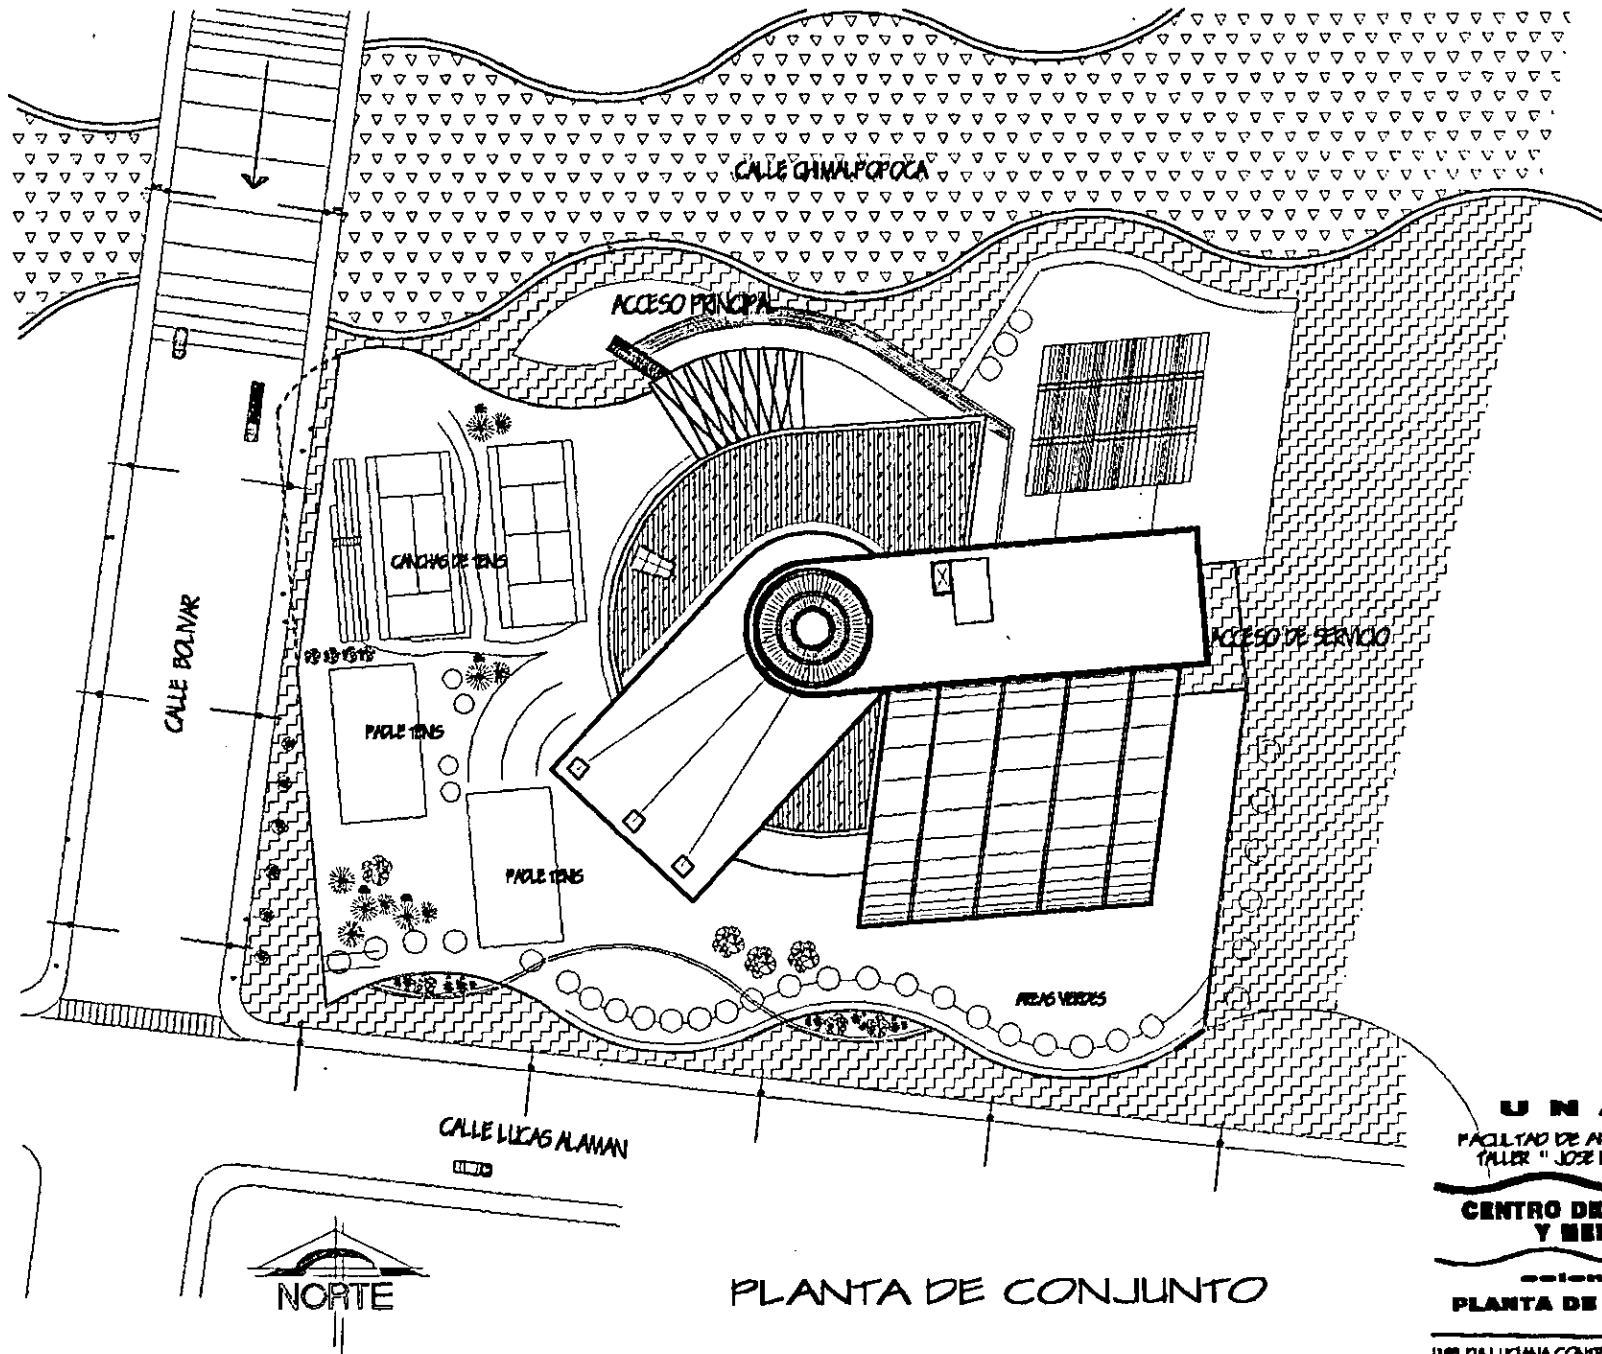 CALLE CHIMALPOPOCA
ACCESO PRINCIPAL
CANCHAS DE TENIS
CALLE BOLIVAR
ACCESO DE SERVICIO
PADLE TENIS
PADLE TENIS
AREAS VERDES
CALLE LUCAS ALAMAN
NORTE
PLANTA DE CONJUNTO
U N
FACULTAD DE
TALLER " JOSE
CENTRO DE
Y
PLANTA DE